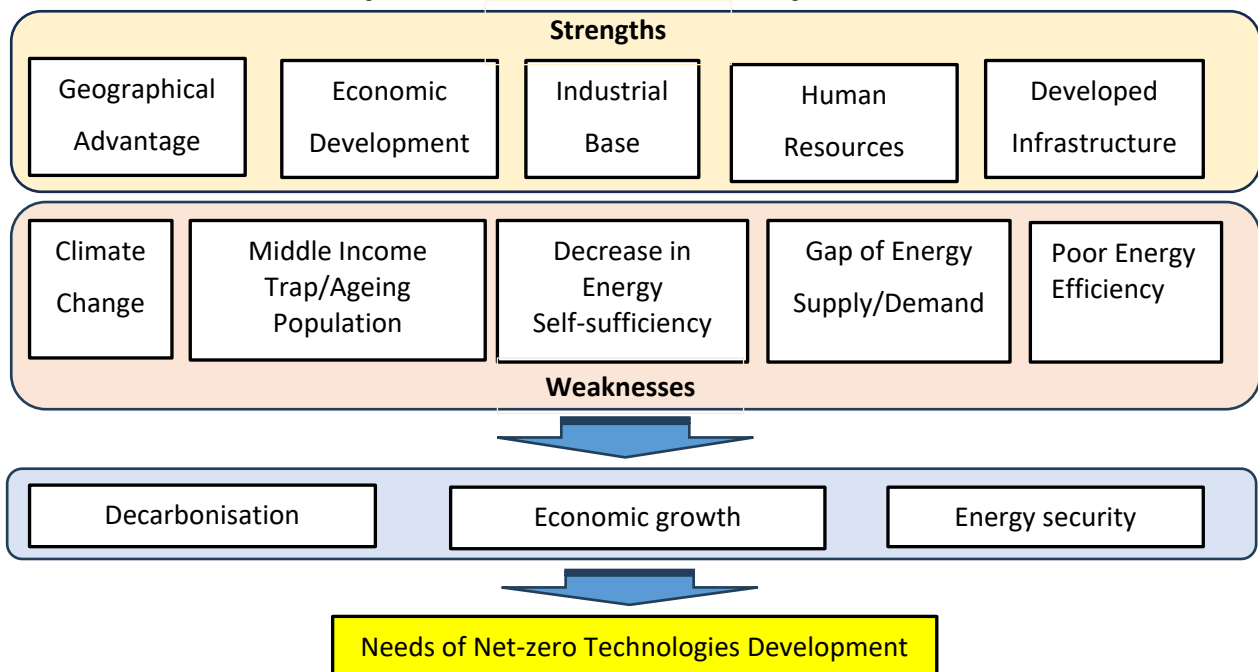 Strengths
Geographical
Advantage
Economic
Development
Industrial
Base
Human
Resources
Developed
Infrastructure
Climate
Change
Middle Income
Trap/Ageing
Population
Decrease in
Energy
Self-sufficiency
Gap of Energy
Supply/Demand
Poor Energy
Efficiency
Weaknesses
Decarbonisation
Economic growth
Energy security
Needs of Net-zero Technologies Development